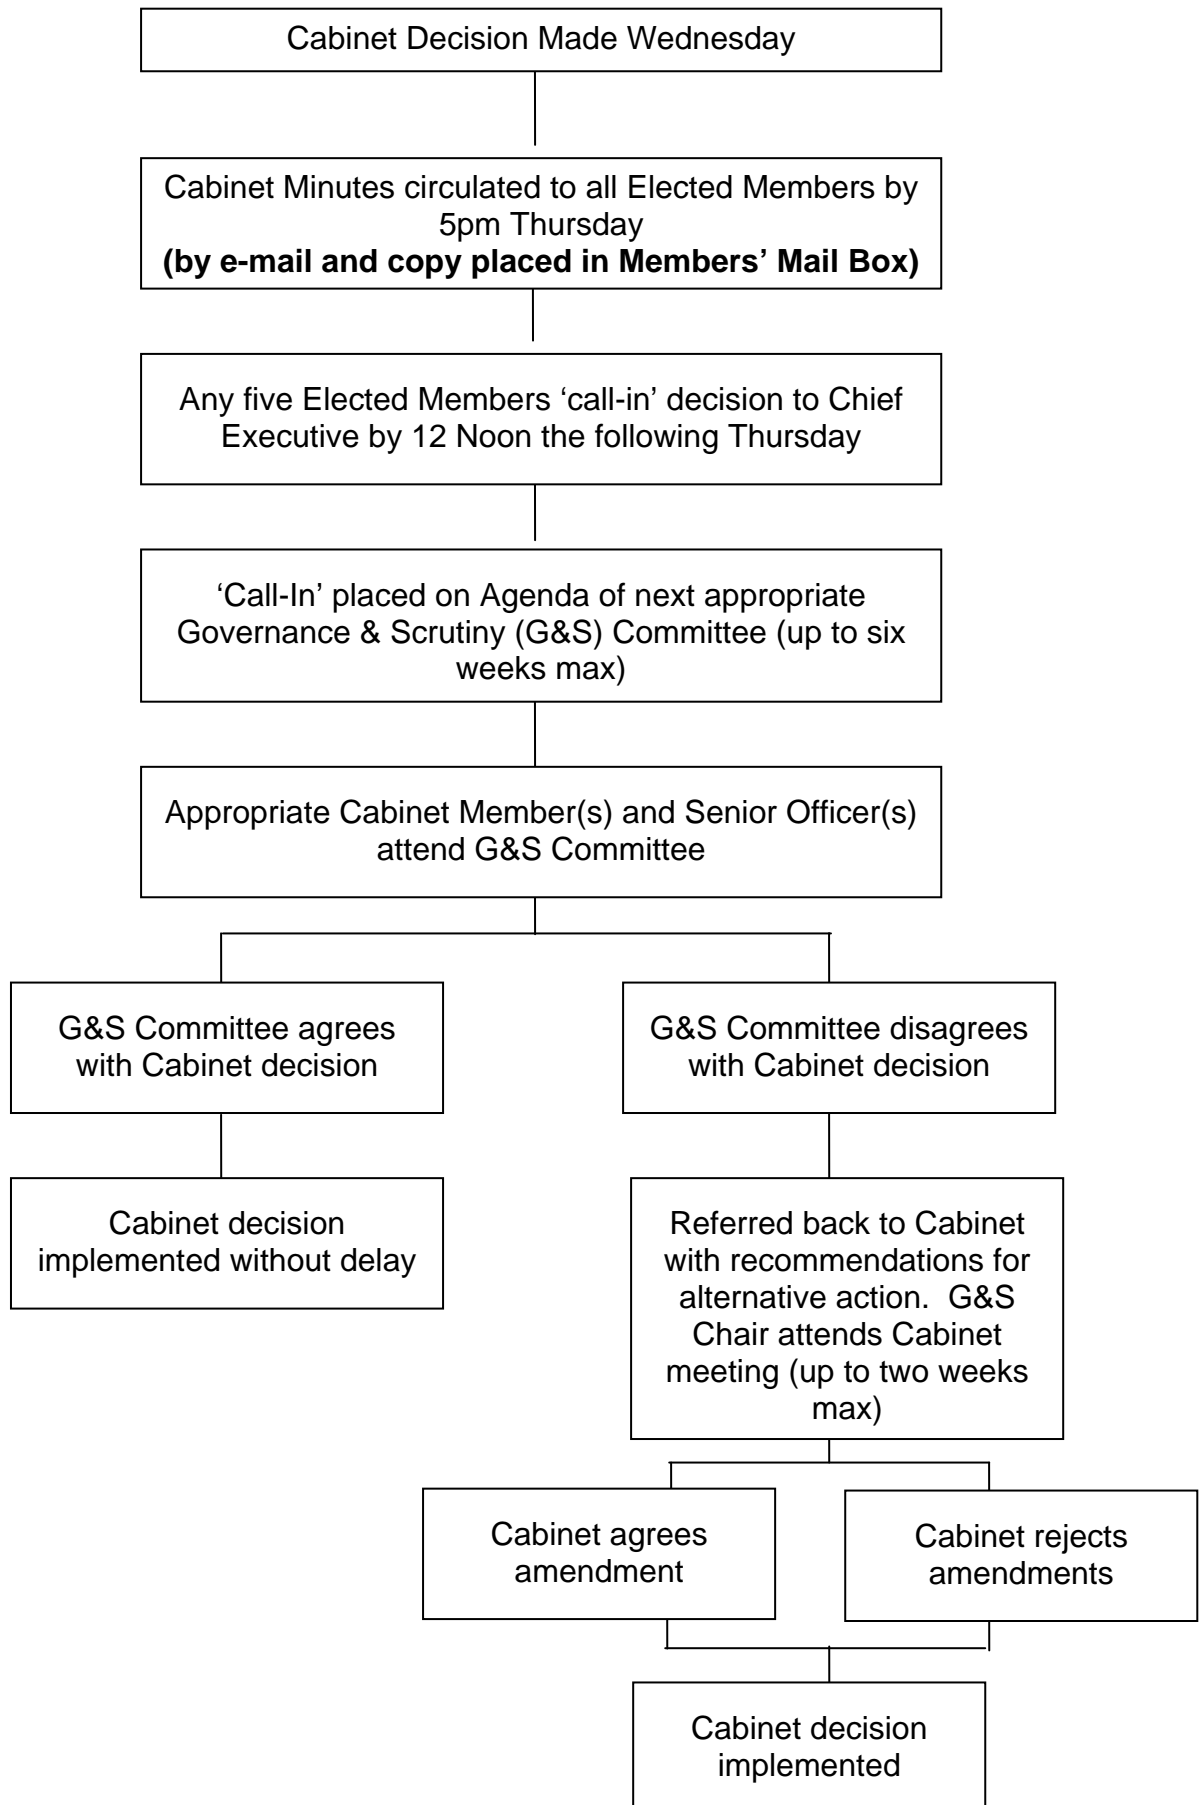 Cabinet Decision Made Wednesday
Cabinet Minutes circulated to all Elected Members by
5pm Thursday
(by e-mail and copy placed in Members’ Mail Box)
Any five Elected Members ‘call-in’ decision to Chief
Executive by 12 Noon the following Thursday
‘Call-In’ placed on Agenda of next appropriate
Governance & Scrutiny (G&S) Committee (up to six
weeks max)
Appropriate Cabinet Member(s) and Senior Officer(s)
attend G&S Committee
G&S Committee agrees
with Cabinet decision
G&S Committee disagrees
with Cabinet decision
Cabinet decision
implemented without delay
Referred back to Cabinet
with recommendations for
alternative action.  G&S
Chair attends Cabinet
meeting (up to two weeks
max)
Cabinet agrees
amendment
Cabinet rejects
amendments
Cabinet decision
implemented